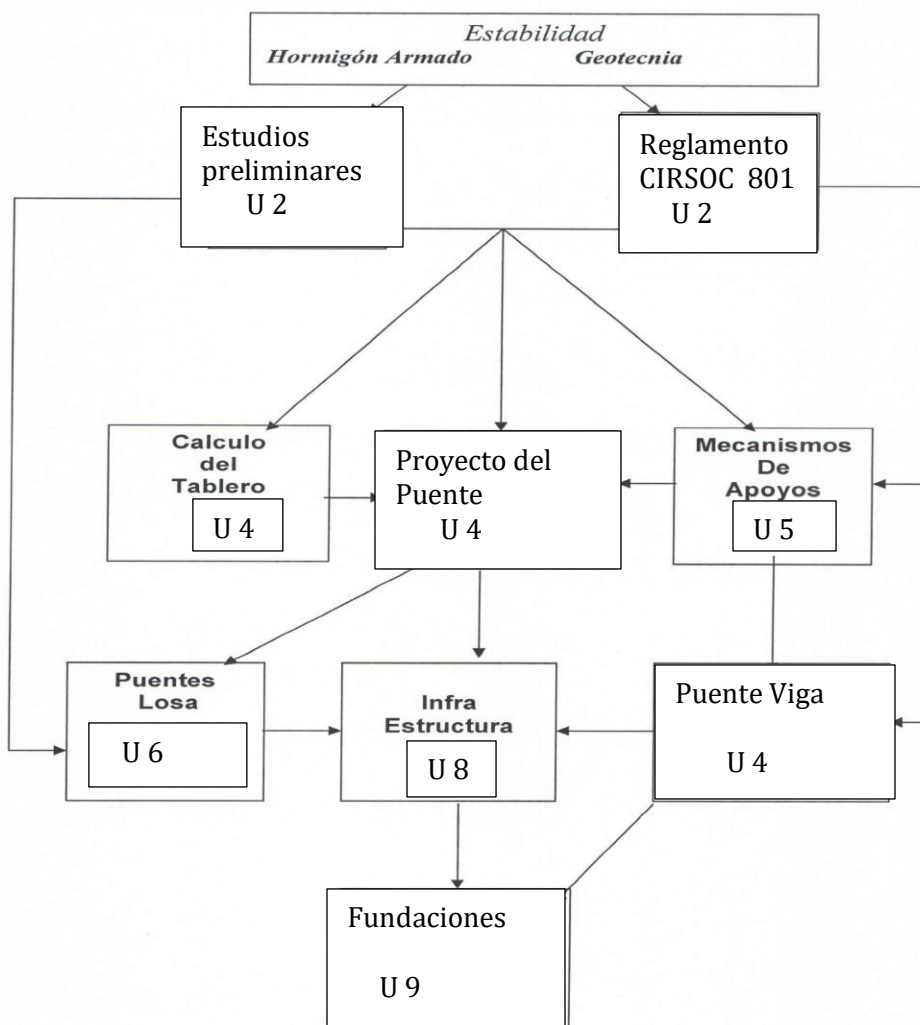 Estabilidad
Hormigón Armado Geotecnia
Estudios
preliminares
U 2
Reglamento
CIRSOC 801
U 2
Calculo
del
Tablero
U 4
Proyecto del
Puente
U 4
Mecanismos
De
Apoyos
U 5
Puentes
Losa
U 6
Infra
Estructura
U 8
Puente Viga
U 4
Fundaciones
U 9